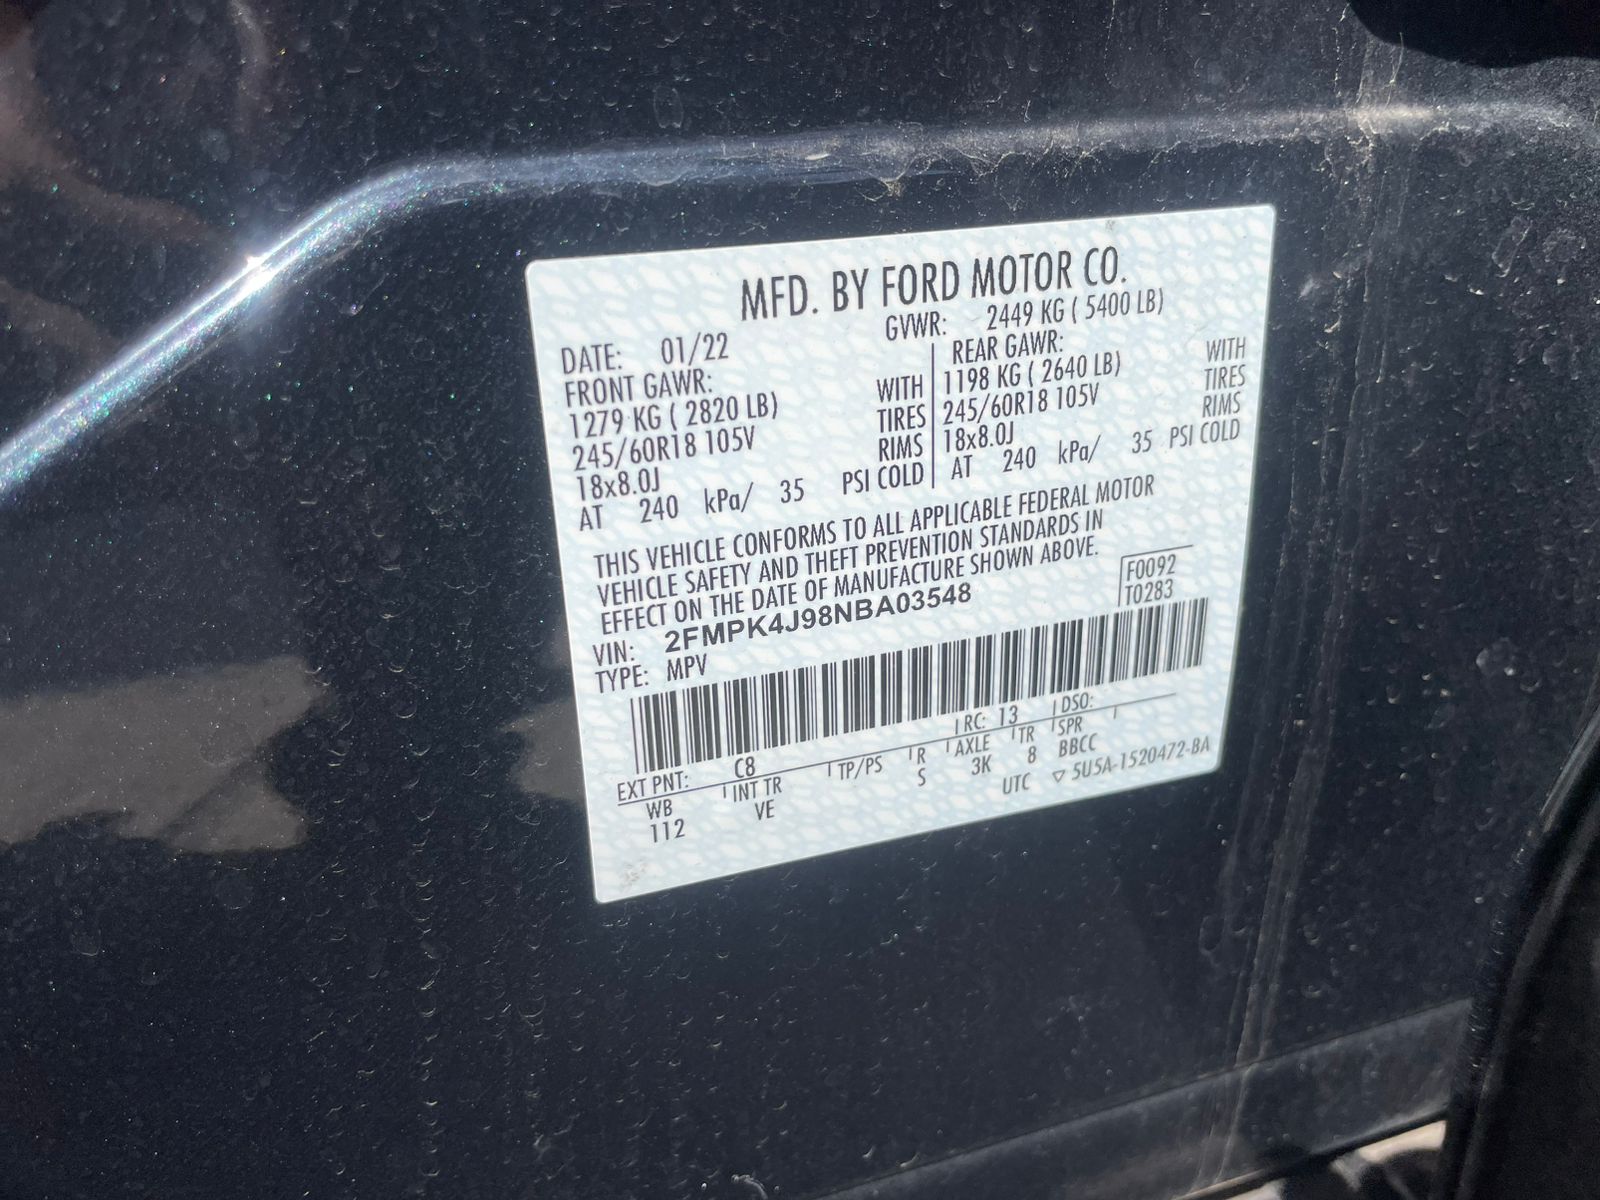 MFD. BY FORD MOTOR CO.
DATE: 01/22 GVWR: 2449 KG ( 5400 LB)
FRONT GAWR: REAR GAWR:
1279 KG ( 2820 LB) WITH 1198 KG ( 2640 LB) WITH
245/60R18 105V TIRES 245/60R18 105V TIRES
18x8.0J RIMS 18x8.0J RIMS
AT 240 kPa/ 35 PSI COLD AT 240 kPa/ 35 PSI COLD
THIS VEHICLE CONFORMS TO ALL APPLICABLE FEDERAL MOTOR
VEHICLE SAFETY AND THEFT PREVENTION STANDARDS IN
EFFECT ON THE DATE OF MANUFACTURE SHOWN ABOVE.
F0092
VIN: 2FMPK4J98NBA03548 T0283
TYPE: MPV
EXT PNT: C8 RC: 13 DSO:
WB INT TR TP/PS R AXLE TR SPR
112 VE S 3K 8 BBCC
UTC ▽ 5U5A-1520472-BA